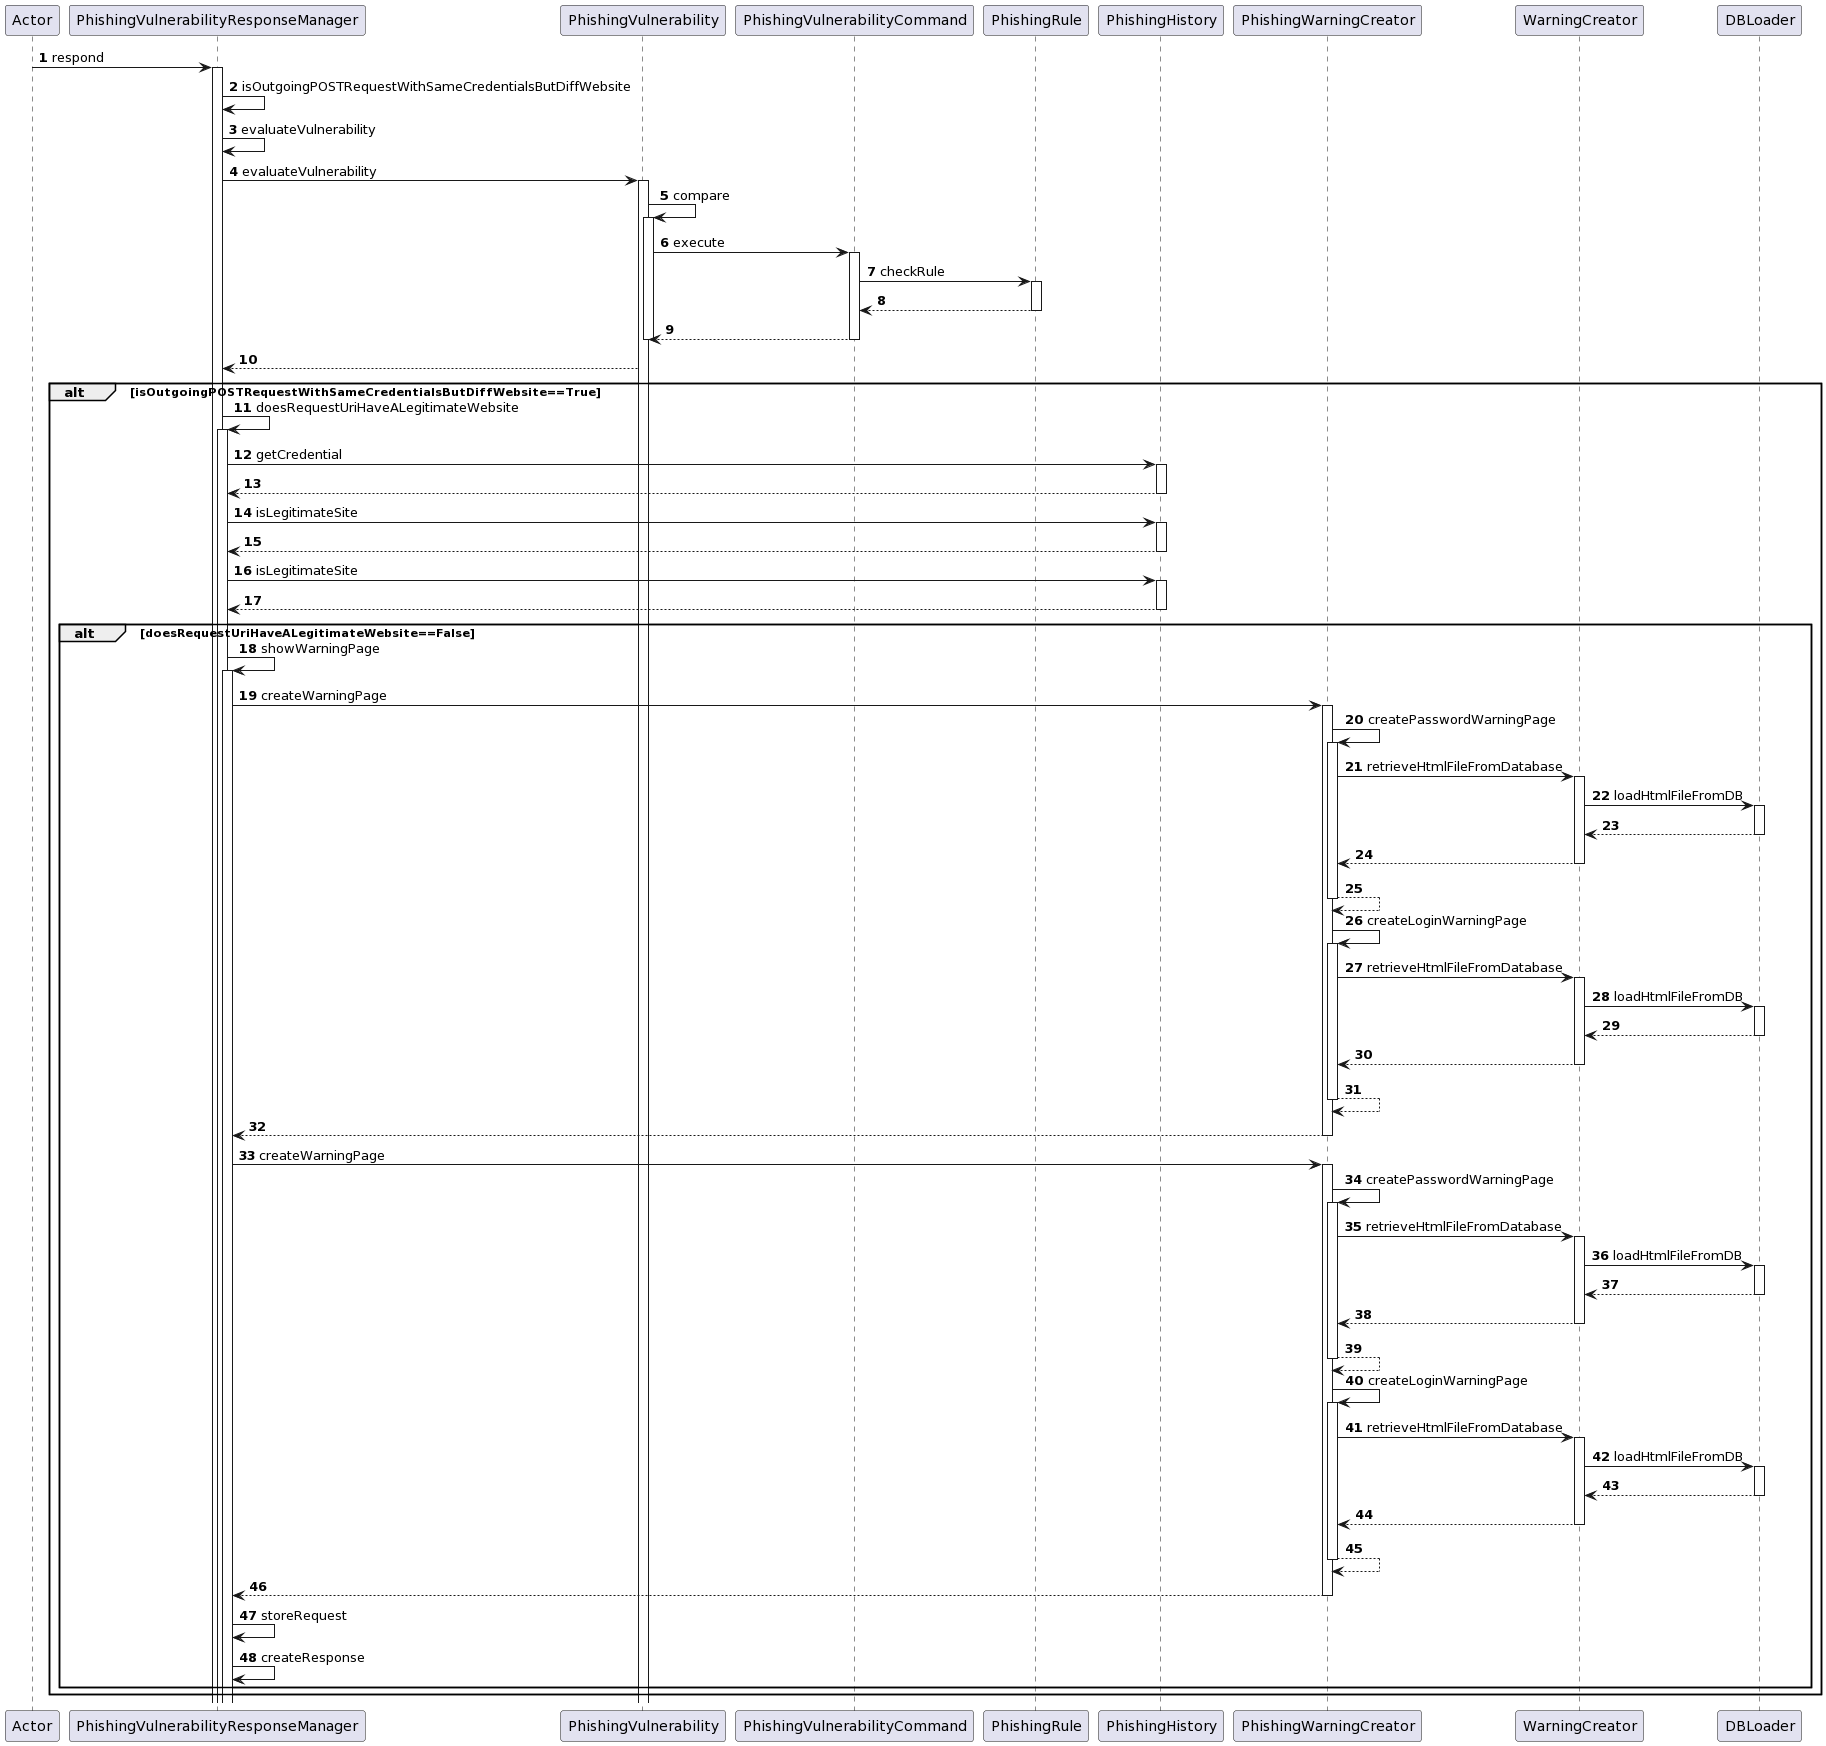 Actor PhishingVulnerabilityResponseManager PhishingVulnerability PhishingVulnerabilityCommand PhishingRule PhishingHistory PhishingWarningCreator WarningCreator DBLoader
1 respond
2 isOutgoingPOSTRequestWithSameCredentialsButDiffWebsite
3 evaluateVulnerability
4 evaluateVulnerability
5 compare
6 execute
7 checkRule
8
9
10
alt [isOutgoingPOSTRequestWithSameCredentialsButDiffWebsite==True]
11 doesRequestUriHaveALegitimateWebsite
12 getCredential
13
14 isLegitimateSite
15
16 isLegitimateSite
17
alt [doesRequestUriHaveALegitimateWebsite==False]
18 showWarningPage
19 createWarningPage
20 createPasswordWarningPage
21 retrieveHtmlFileFromDatabase
22 loadHtmlFileFromDB
23
24
25
26 createLoginWarningPage
27 retrieveHtmlFileFromDatabase
28 loadHtmlFileFromDB
29
30
31
32
33 createWarningPage
34 createPasswordWarningPage
35 retrieveHtmlFileFromDatabase
36 loadHtmlFileFromDB
37
38
39
40 createLoginWarningPage
41 retrieveHtmlFileFromDatabase
42 loadHtmlFileFromDB
43
44
45
46
47 storeRequest
48 createResponse
Actor PhishingVulnerabilityResponseManager PhishingVulnerability PhishingVulnerabilityCommand PhishingRule PhishingHistory PhishingWarningCreator WarningCreator DBLoader